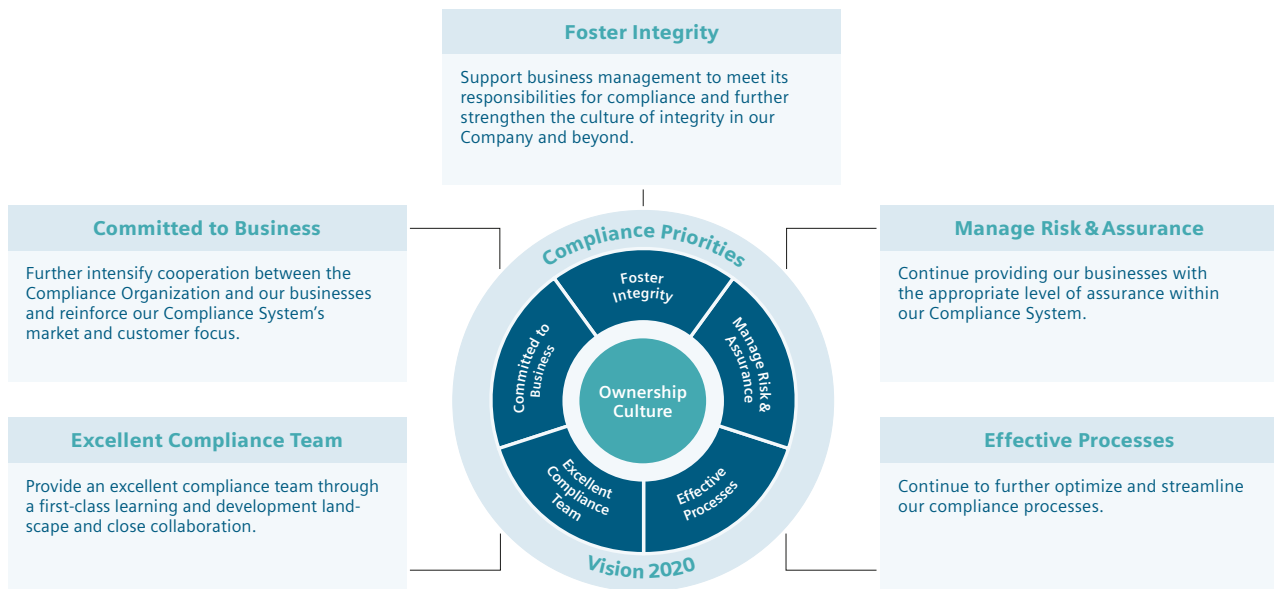 Foster Integrity
Support business management to meet its
responsibilities for compliance and further
strengthen the culture of integrity in our
Company and beyond.
Committed to Business
Further intensify cooperation between the
Compliance Organization and our businesses
and reinforce our Compliance System’s
market and customer focus.
Manage Risk & Assurance
Continue providing our businesses with
the appropriate level of assurance within
our Compliance System.
Excellent Compliance Team
Provide an excellent compliance team through
a first-class learning and development land-
scape and close collaboration.
Effective Processes
Continue to further optimize and streamline
our compliance processes.
Compliance Priorities
Foster
Integrity
Manage Risk &
Assurance
Effective
Processes
Excellent
Compliance
Team
Committed to
Business
Ownership
Culture
Vision 2020